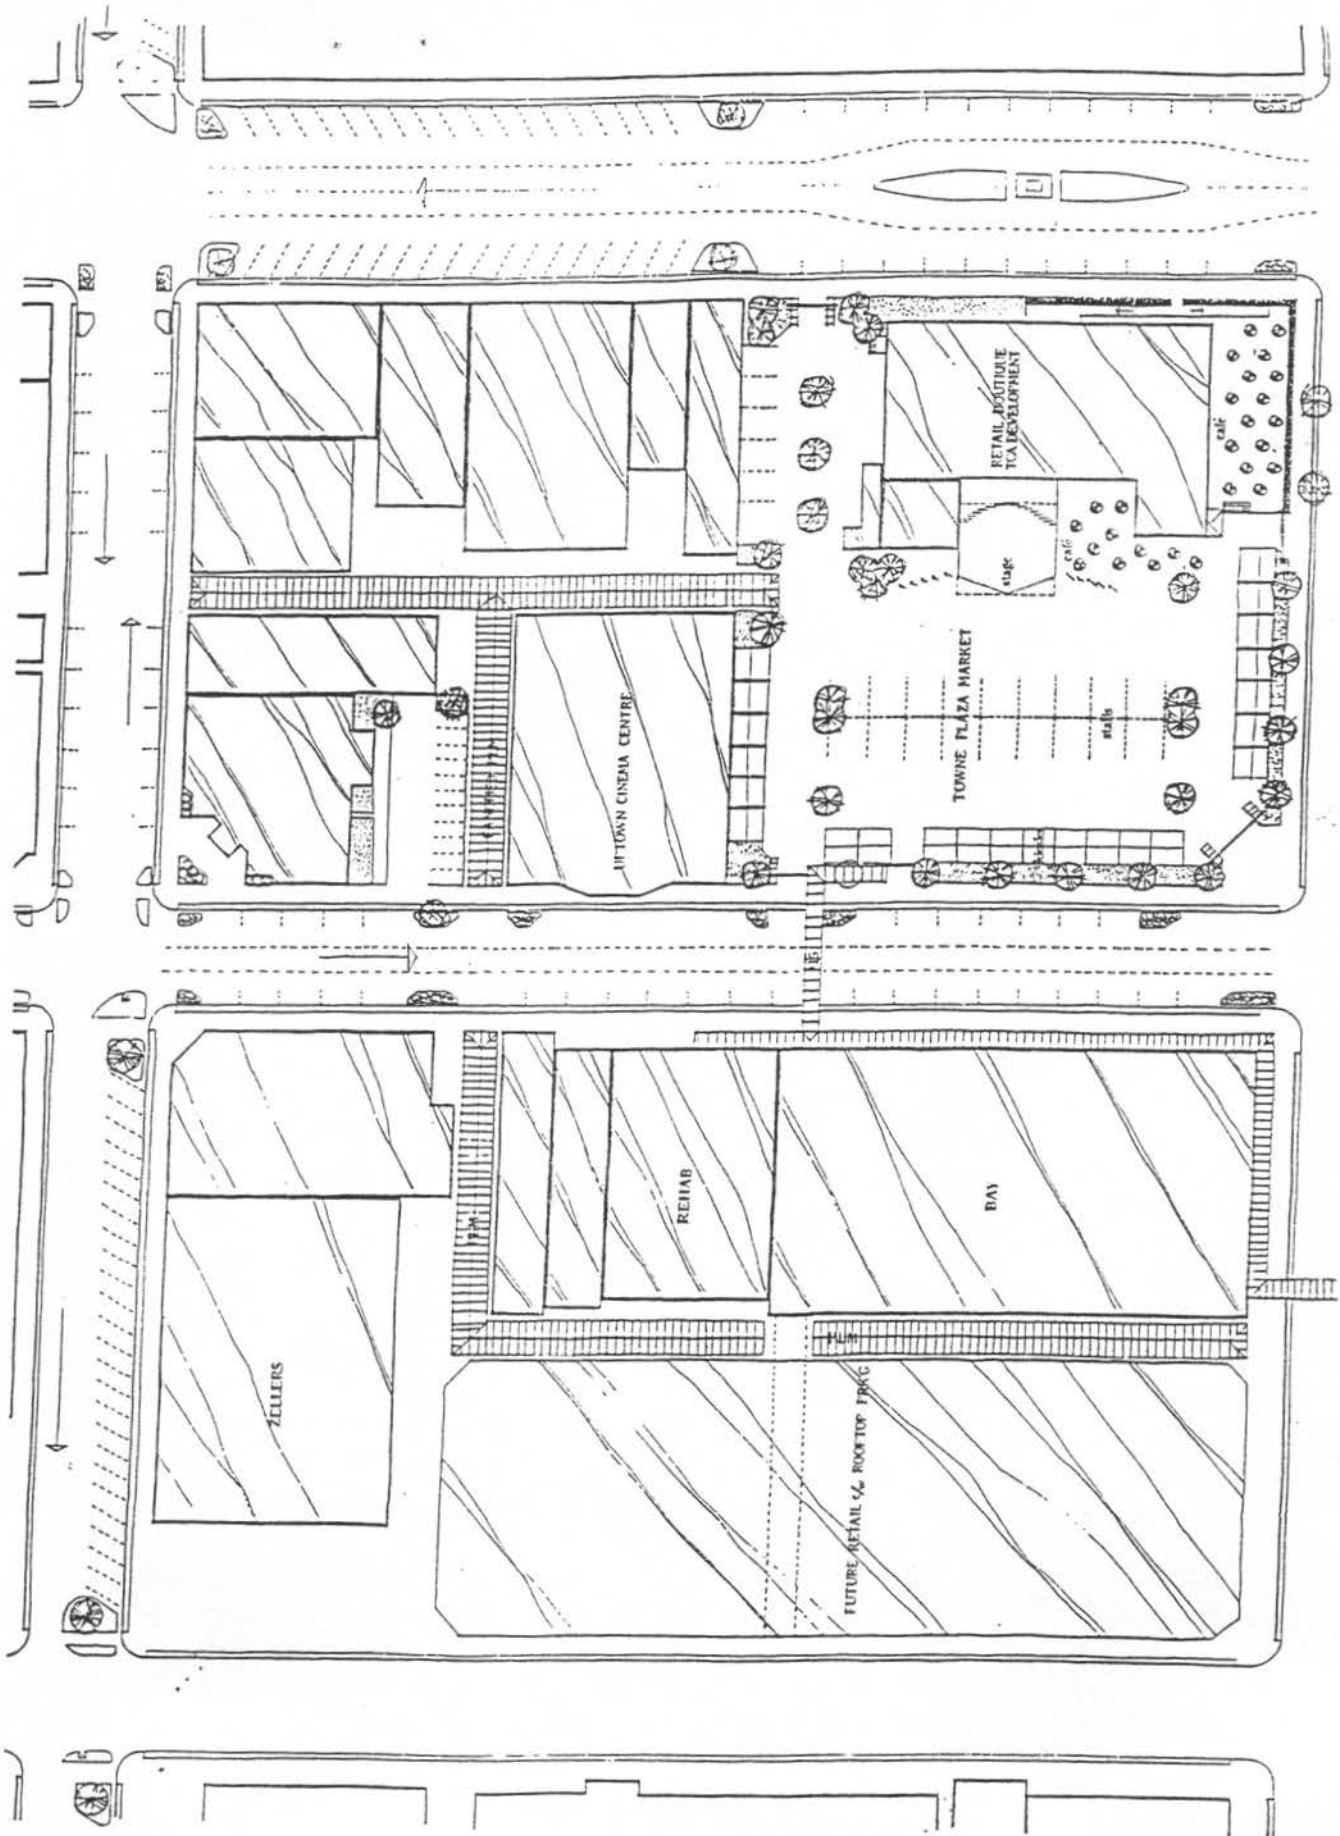 RETAIL BOUTIQUE
TCA DEVELOPMENT
café
café
stage
TOWNE PLAZA MARKET
stalls
UPTOWN CINEMA CENTRE
REHAB
BAY
ZELLERS
FUTURE RETAIL c/w ROOFTOP PRK'G